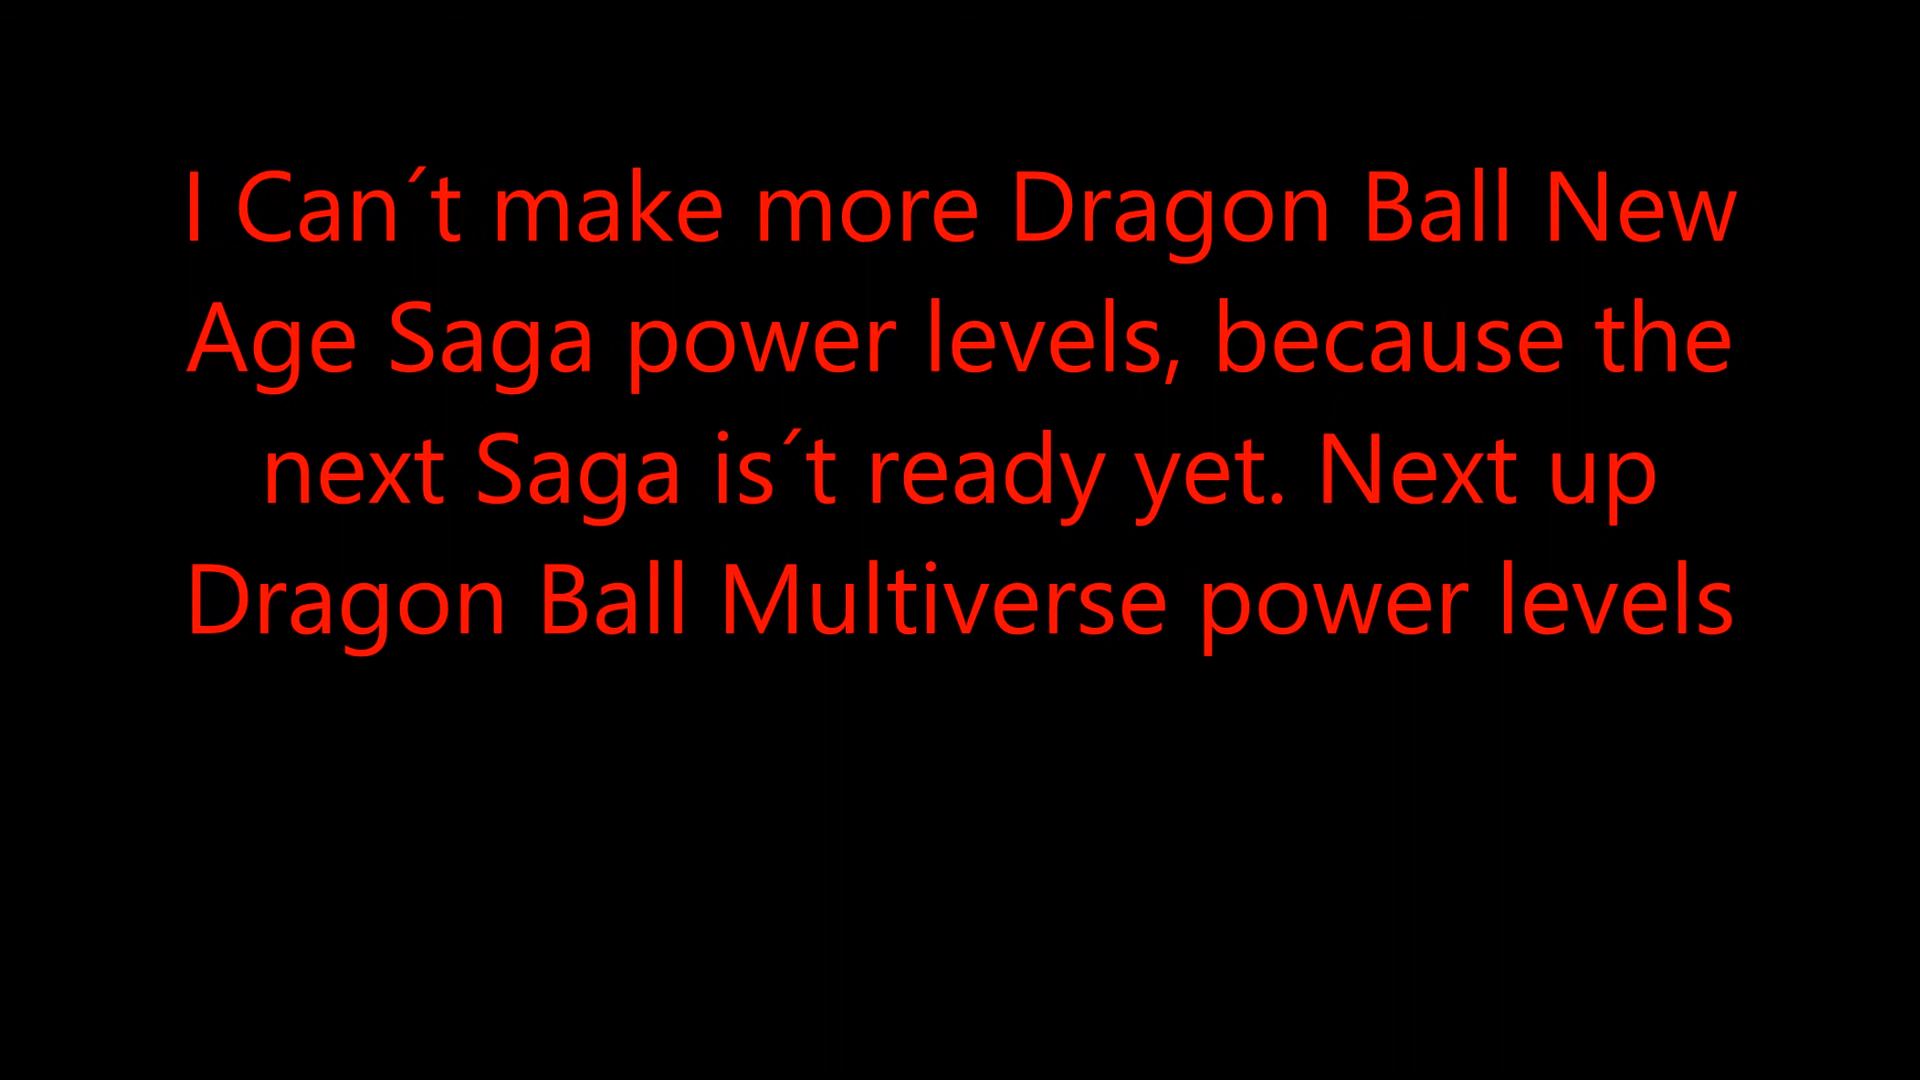 I Can´t make more Dragon Ball New
Age Saga power levels, because the
next Saga is´t ready yet. Next up
Dragon Ball Multiverse power levels